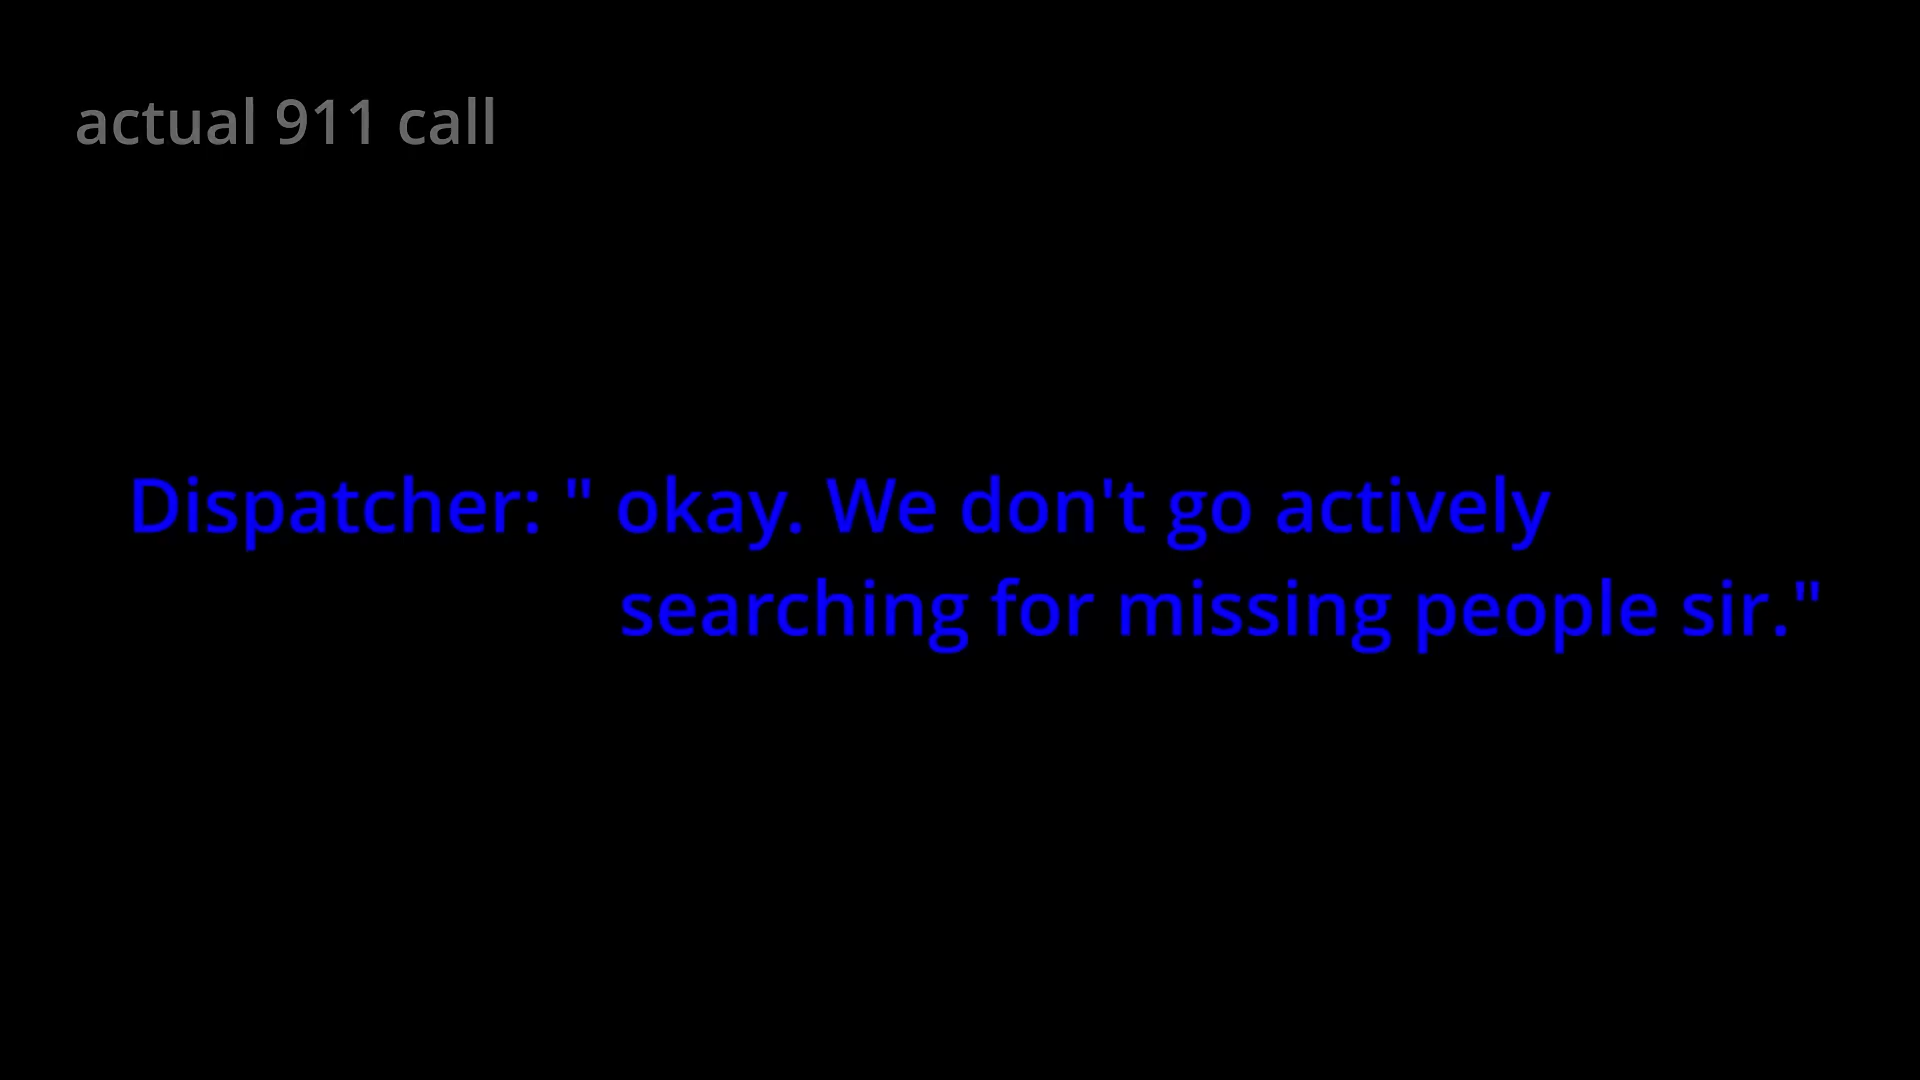 actual 911 call
Dispatcher: " okay. We don't go actively
searching for missing people sir."